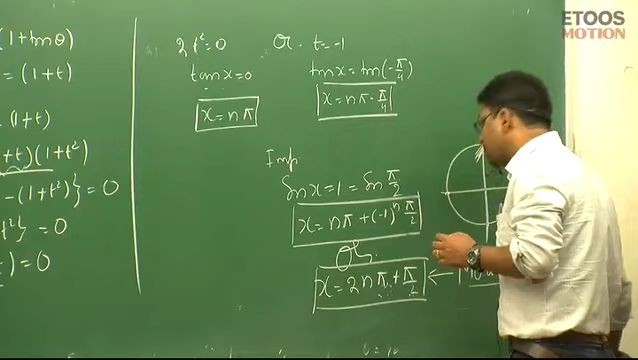 (1+tanθ)
= (1+t)
(1+t)
+t)(1+t²)
-(1+t²)} = 0
t²} = 0
) = 0
2t² = 0 Or t = -1
tan x = 0
x = nπ
tan x = tan(-π/4)
x = nπ - π/4
Imp
Sin x = 1 = Sin π/2
x = nπ + (-1)ⁿ π/2
Or
x = 2nπ + π/2 ←
ETOOS
MOTION